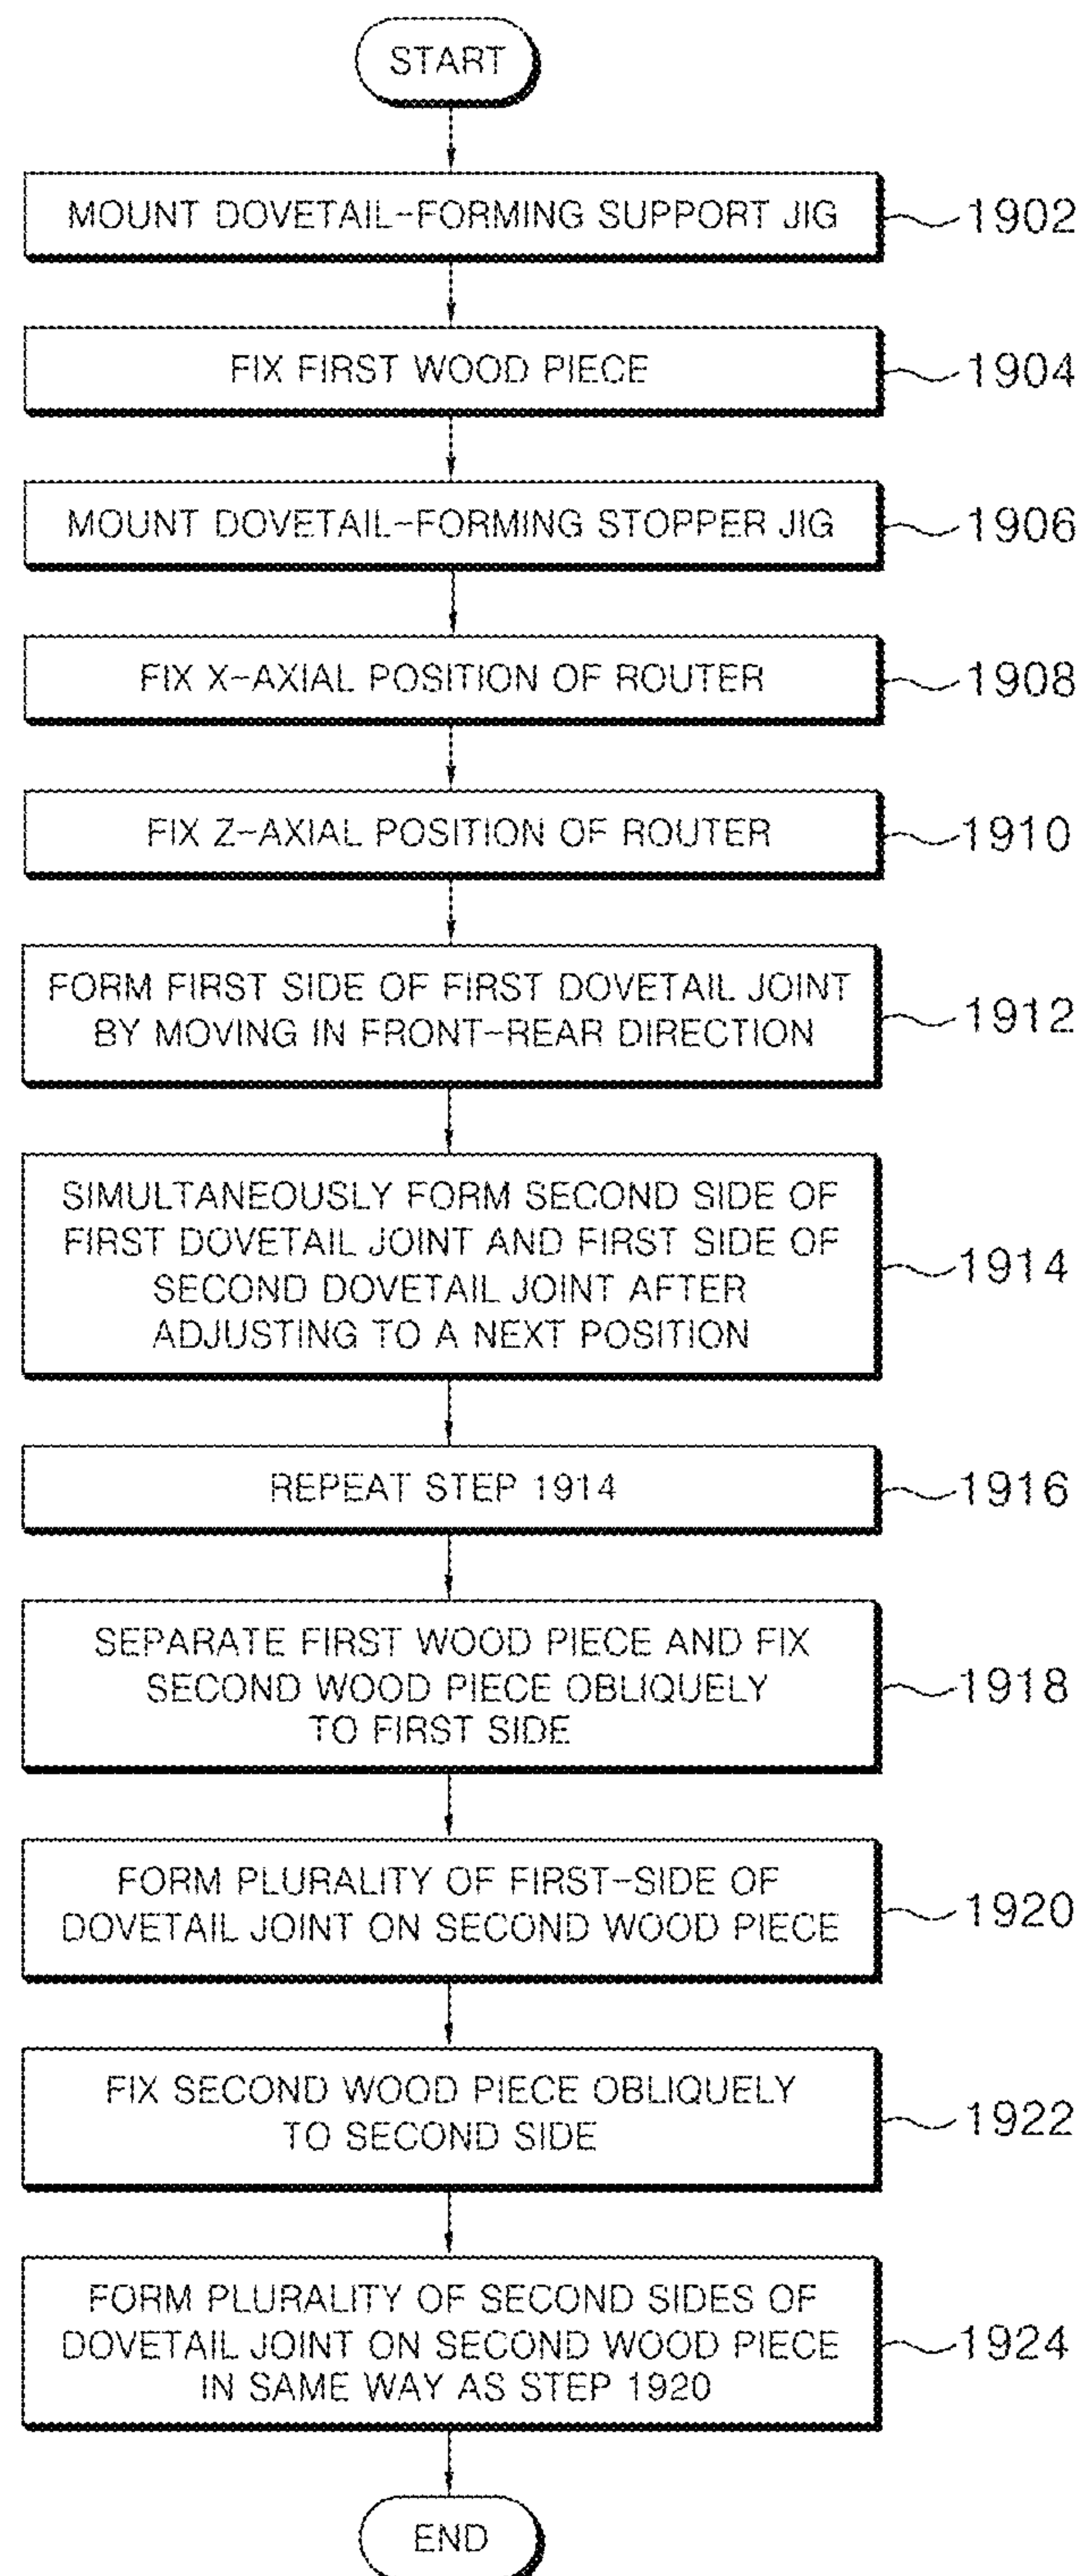 START
MOUNT DOVETAIL-FORMING SUPPORT JIG
1902
FIX FIRST WOOD PIECE
1904
MOUNT DOVETAIL-FORMING STOPPER JIG
1906
FIX X-AXIAL POSITION OF ROUTER
1908
FIX Z-AXIAL POSITION OF ROUTER
1910
FORM FIRST SIDE OF FIRST DOVETAIL JOINT
BY MOVING IN FRONT-REAR DIRECTION
1912
SIMULTANEOUSLY FORM SECOND SIDE OF
FIRST DOVETAIL JOINT AND FIRST SIDE OF
SECOND DOVETAIL JOINT AFTER
ADJUSTING TO A NEXT POSITION
1914
REPEAT STEP 1914
1916
SEPARATE FIRST WOOD PIECE AND FIX
SECOND WOOD PIECE OBLIQUELY
TO FIRST SIDE
1918
FORM PLURALITY OF FIRST-SIDE OF
DOVETAIL JOINT ON SECOND WOOD PIECE
1920
FIX SECOND WOOD PIECE OBLIQUELY
TO SECOND SIDE
1922
FORM PLURALITY OF SECOND SIDES OF
DOVETAIL JOINT ON SECOND WOOD PIECE
IN SAME WAY AS STEP 1920
1924
END